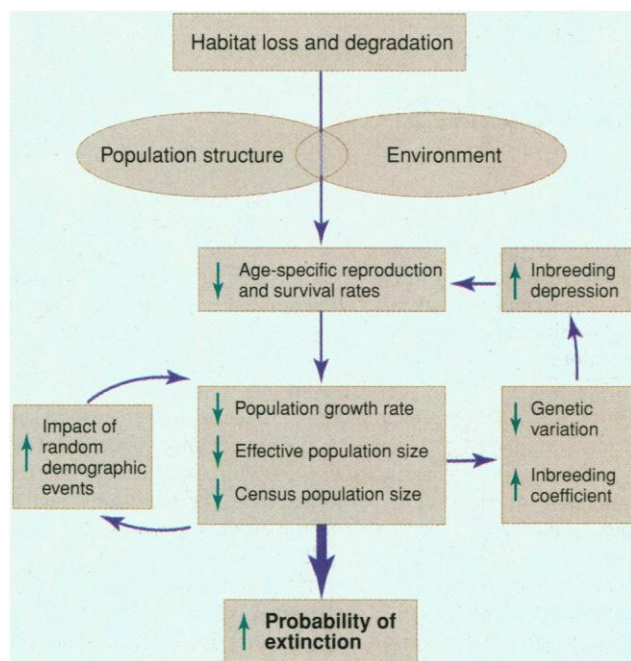 Habitat loss and degradation
Population structure
Environment
Age-specific reproduction
and survival rates
Inbreeding
depression
Impact of
random
demographic
events
Population growth rate
Effective population size
Census population size
Genetic
variation
Inbreeding
coefficient
Probability of
extinction